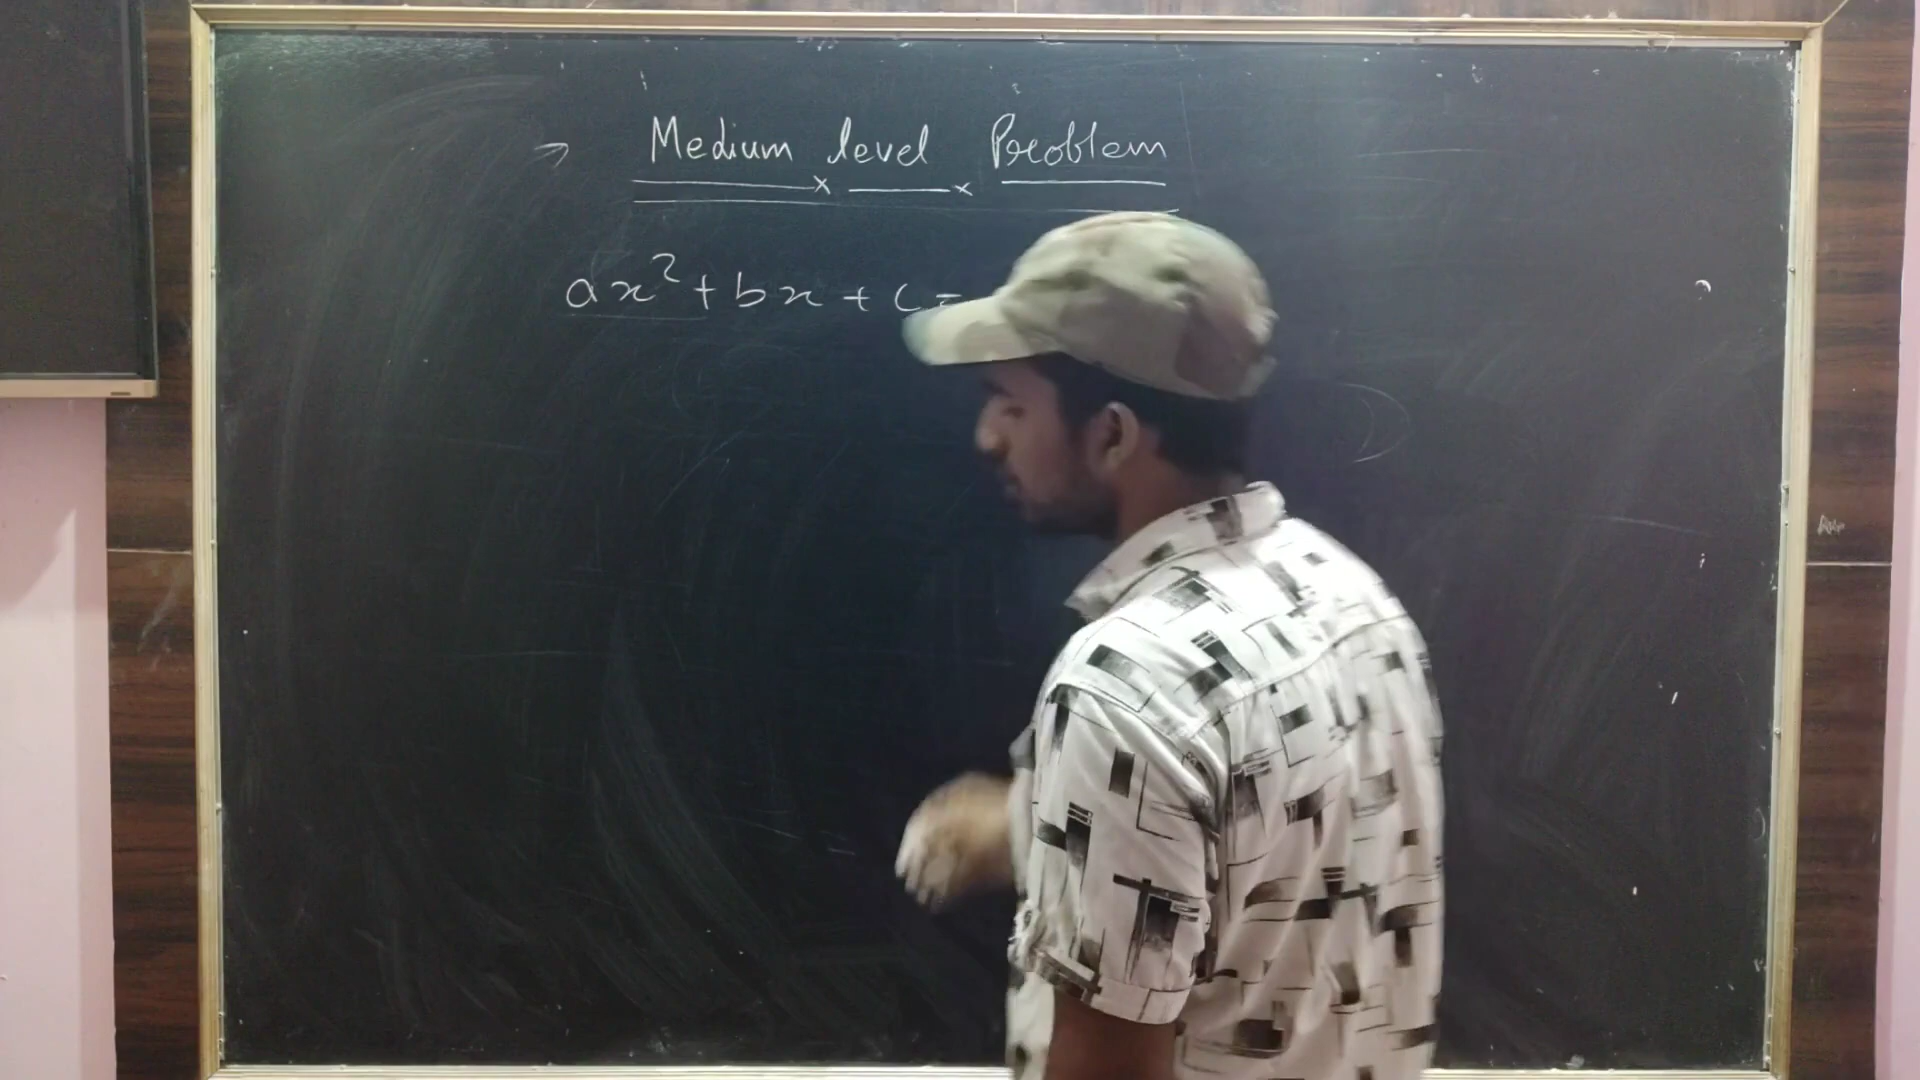 → Medium level Problem
ax²+bx+c=